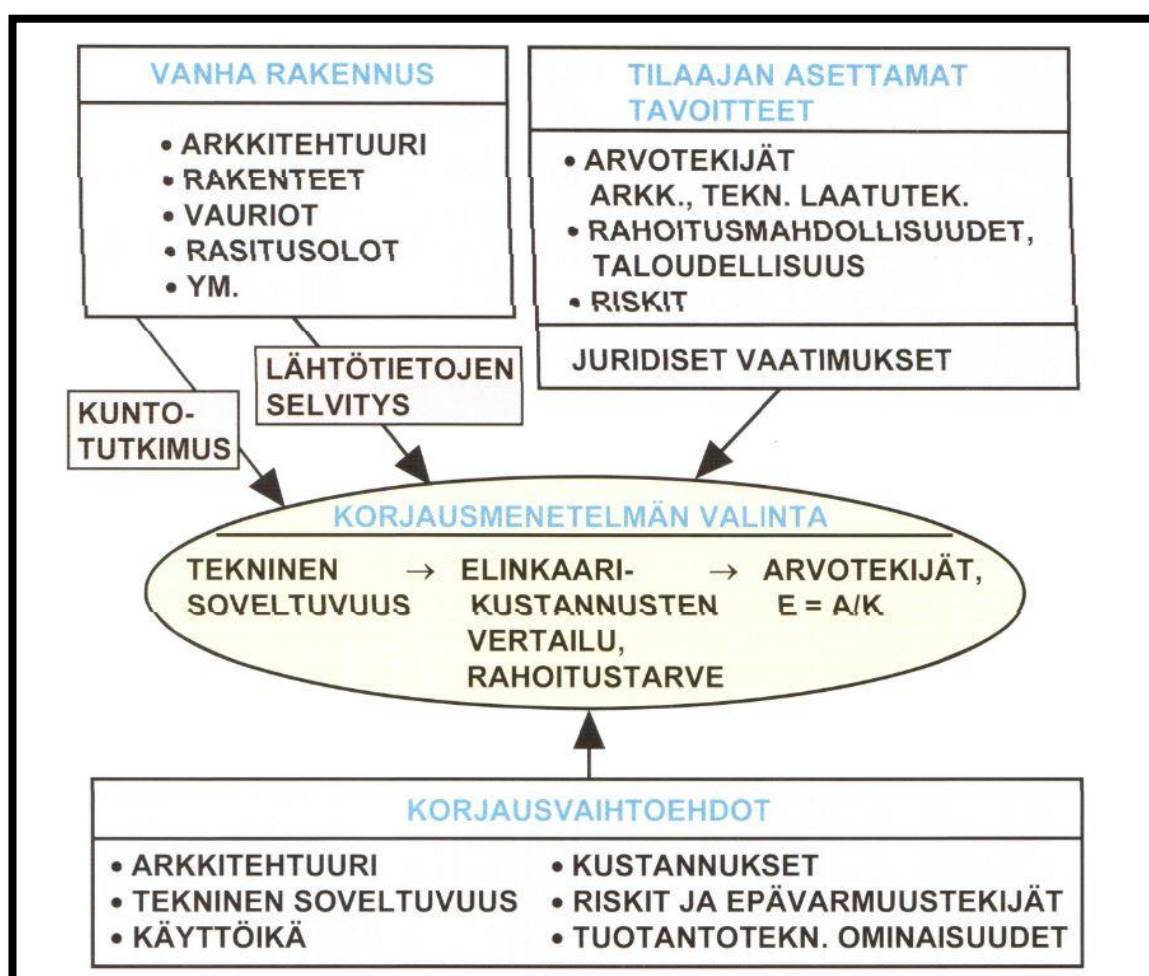 VANHA RAKENNUS
• ARKKITEHTUURI
• RAKENTEET
• VAURIOT
• RASITUSOLOT
• YM.
TILAAJAN ASETTAMAT
TAVOITTEET
• ARVOTEKIJÄT
ARKK., TEKN. LAATUTEK.
• RAHOITUSMAHDOLLISUUDET,
TALOUDELLISUUS
• RISKIT
JURIDISET VAATIMUKSET
KUNTO-
TUTKIMUS
LÄHTÖTIETOJEN
SELVITYS
KORJAUSMENETELMÄN VALINTA
TEKNINEN → ELINKAARI- → ARVOTEKIJÄT,
SOVELTUVUUS KUSTANNUSTEN E = A/K
VERTAILU,
RAHOITUSTARVE
KORJAUSVAIHTOEHDOT
• ARKKITEHTUURI
• TEKNINEN SOVELTUVUUS
• KÄYTTÖIKÄ
• KUSTANNUKSET
• RISKIT JA EPÄVARMUUSTEKIJÄT
• TUOTANTOTEKN. OMINAISUUDET